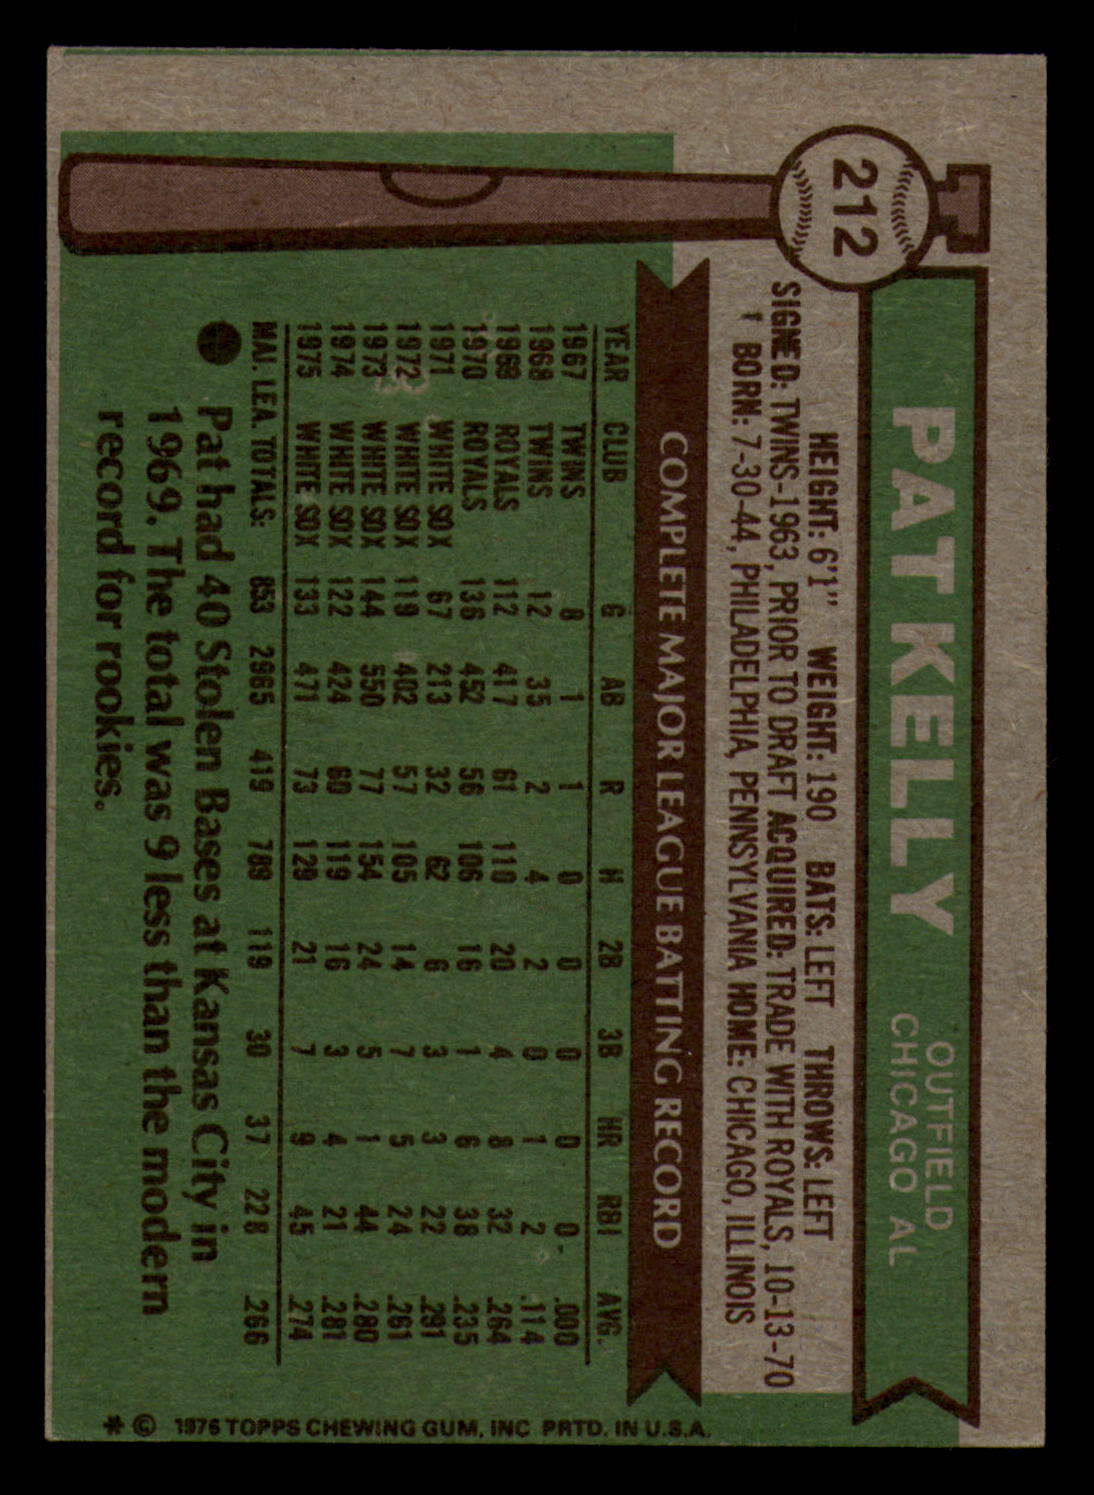 212
PAT KELLY
OUTFIELD
CHICAGO AL
HEIGHT: 6'1" WEIGHT: 190 BATS: LEFT THROWS: LEFT
SIGNED: TWINS-1963, PRIOR TO DRAFT ACQUIRED: TRADE WITH ROYALS, 10-13-70
BORN: 7-30-44, PHILADELPHIA, PENNSYLVANIA HOME: CHICAGO, ILLINOIS
COMPLETE MAJOR LEAGUE BATTING RECORD
YEAR CLUB G AB R H 2B 3B HR RBI AVG.
1967 TWINS 8 1 1 0 0 0 0 0 .000
1968 TWINS 12 35 2 4 2 0 1 2 .114
1969 ROYALS 112 417 61 110 20 4 8 32 .264
1970 ROYALS 136 452 56 106 16 1 6 38 .235
1971 WHITE SOX 67 213 32 62 6 3 3 22 .291
1972 WHITE SOX 119 402 57 105 14 7 5 24 .261
1973 WHITE SOX 144 550 77 154 24 5 1 44 .280
1974 WHITE SOX 122 424 60 119 16 3 4 21 .281
1975 WHITE SOX 133 471 73 129 21 7 9 45 .274
MAJ. LEA. TOTALS: 853 2965 419 789 119 30 37 228 .266
Pat had 40 Stolen Bases at Kansas City in
1969. The total was 9 less than the modern
record for rookies.
* © 1976 TOPPS CHEWING GUM, INC PRTD. IN U.S.A.